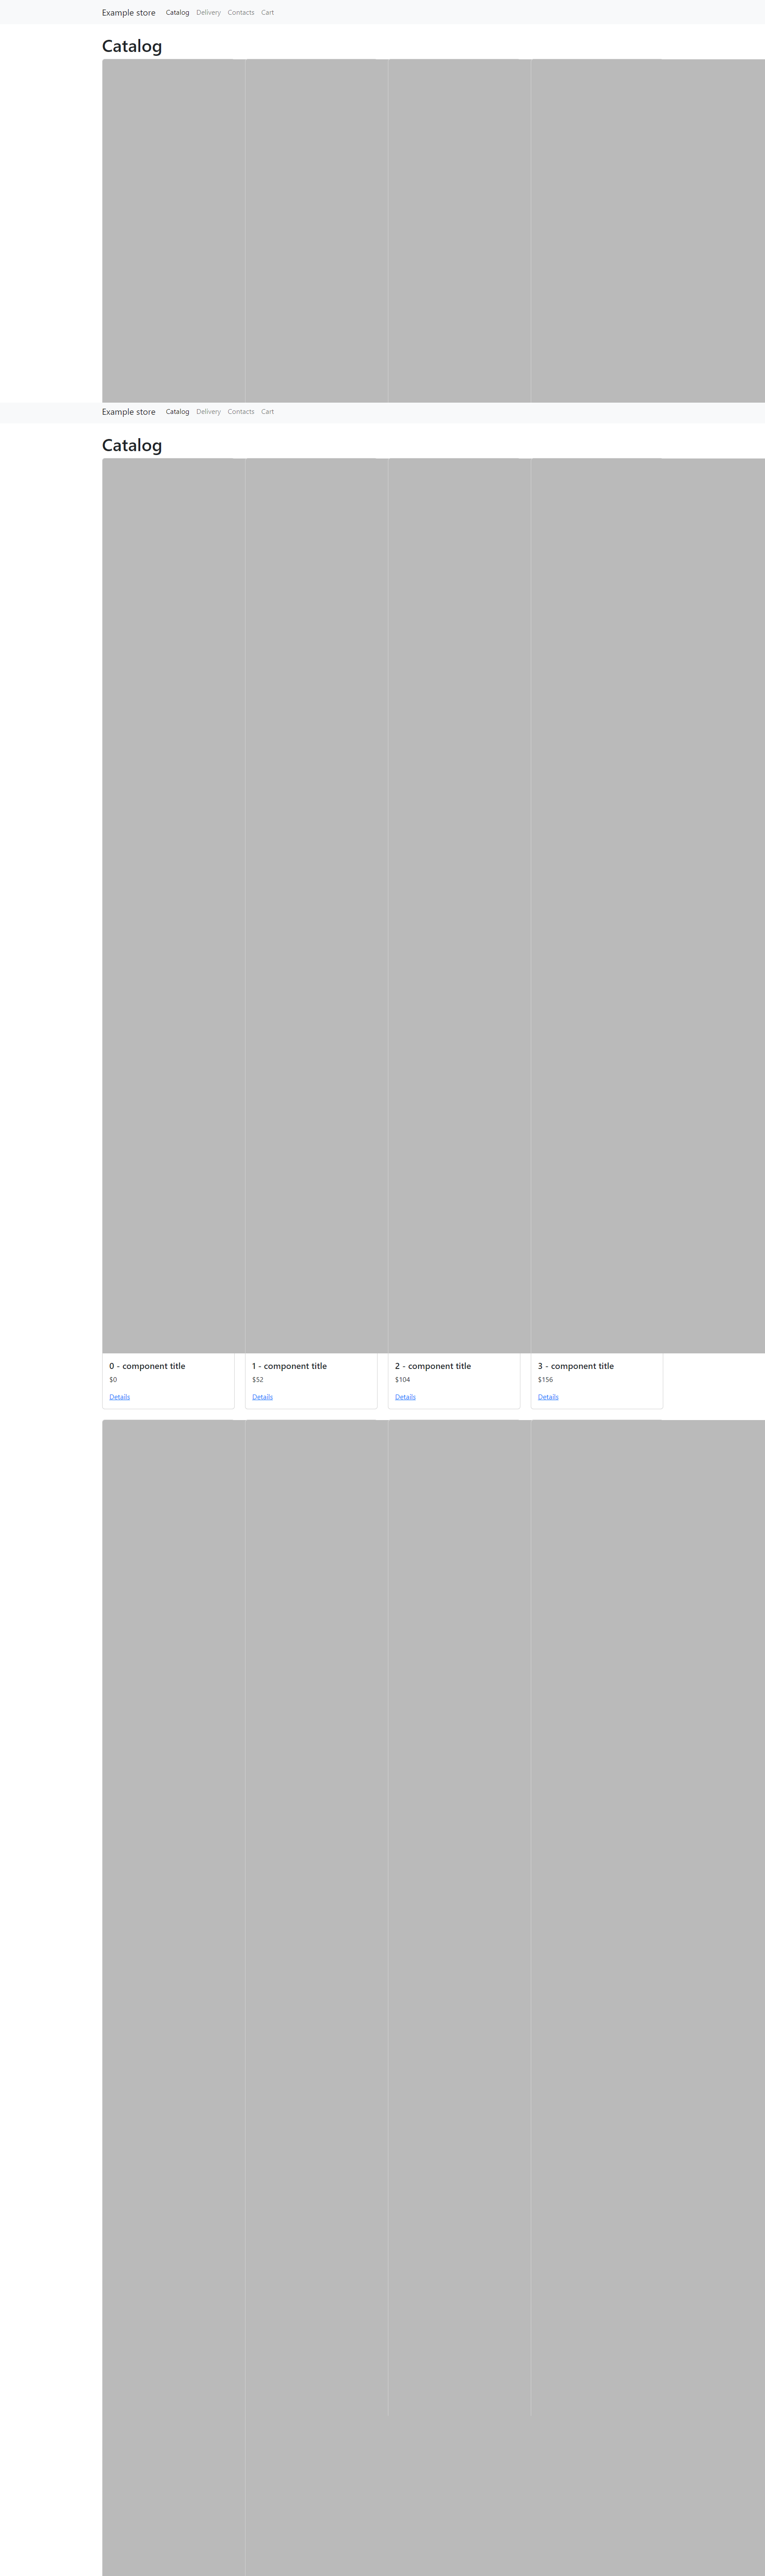 Example store Catalog Delivery Contacts Cart
Catalog
Example store Catalog Delivery Contacts Cart
Catalog
0 - component title
$0
Details
1 - component title
$52
Details
2 - component title
$104
Details
3 - component title
$156
Details